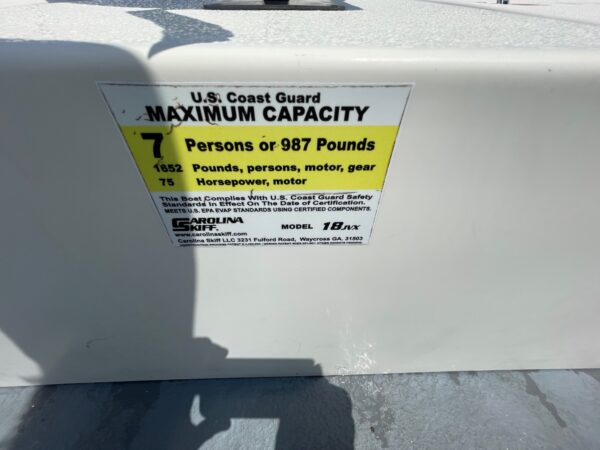 U.S. Coast Guard
MAXIMUM CAPACITY
7 Persons or 987 Pounds
1652 Pounds, persons, motor, gear
75 Horsepower, motor
This Boat Complies With U.S. Coast Guard Safety
Standards in Effect On The Date of Certification.
MEETS U.S. EPA EVAP STANDARDS USING CERTIFIED COMPONENTS.
CAROLINA
SKIFF
MODEL 18JVX
www.carolinaskiff.com
Carolina Skiff LLC 3231 Fulford Road, Waycross GA. 31503